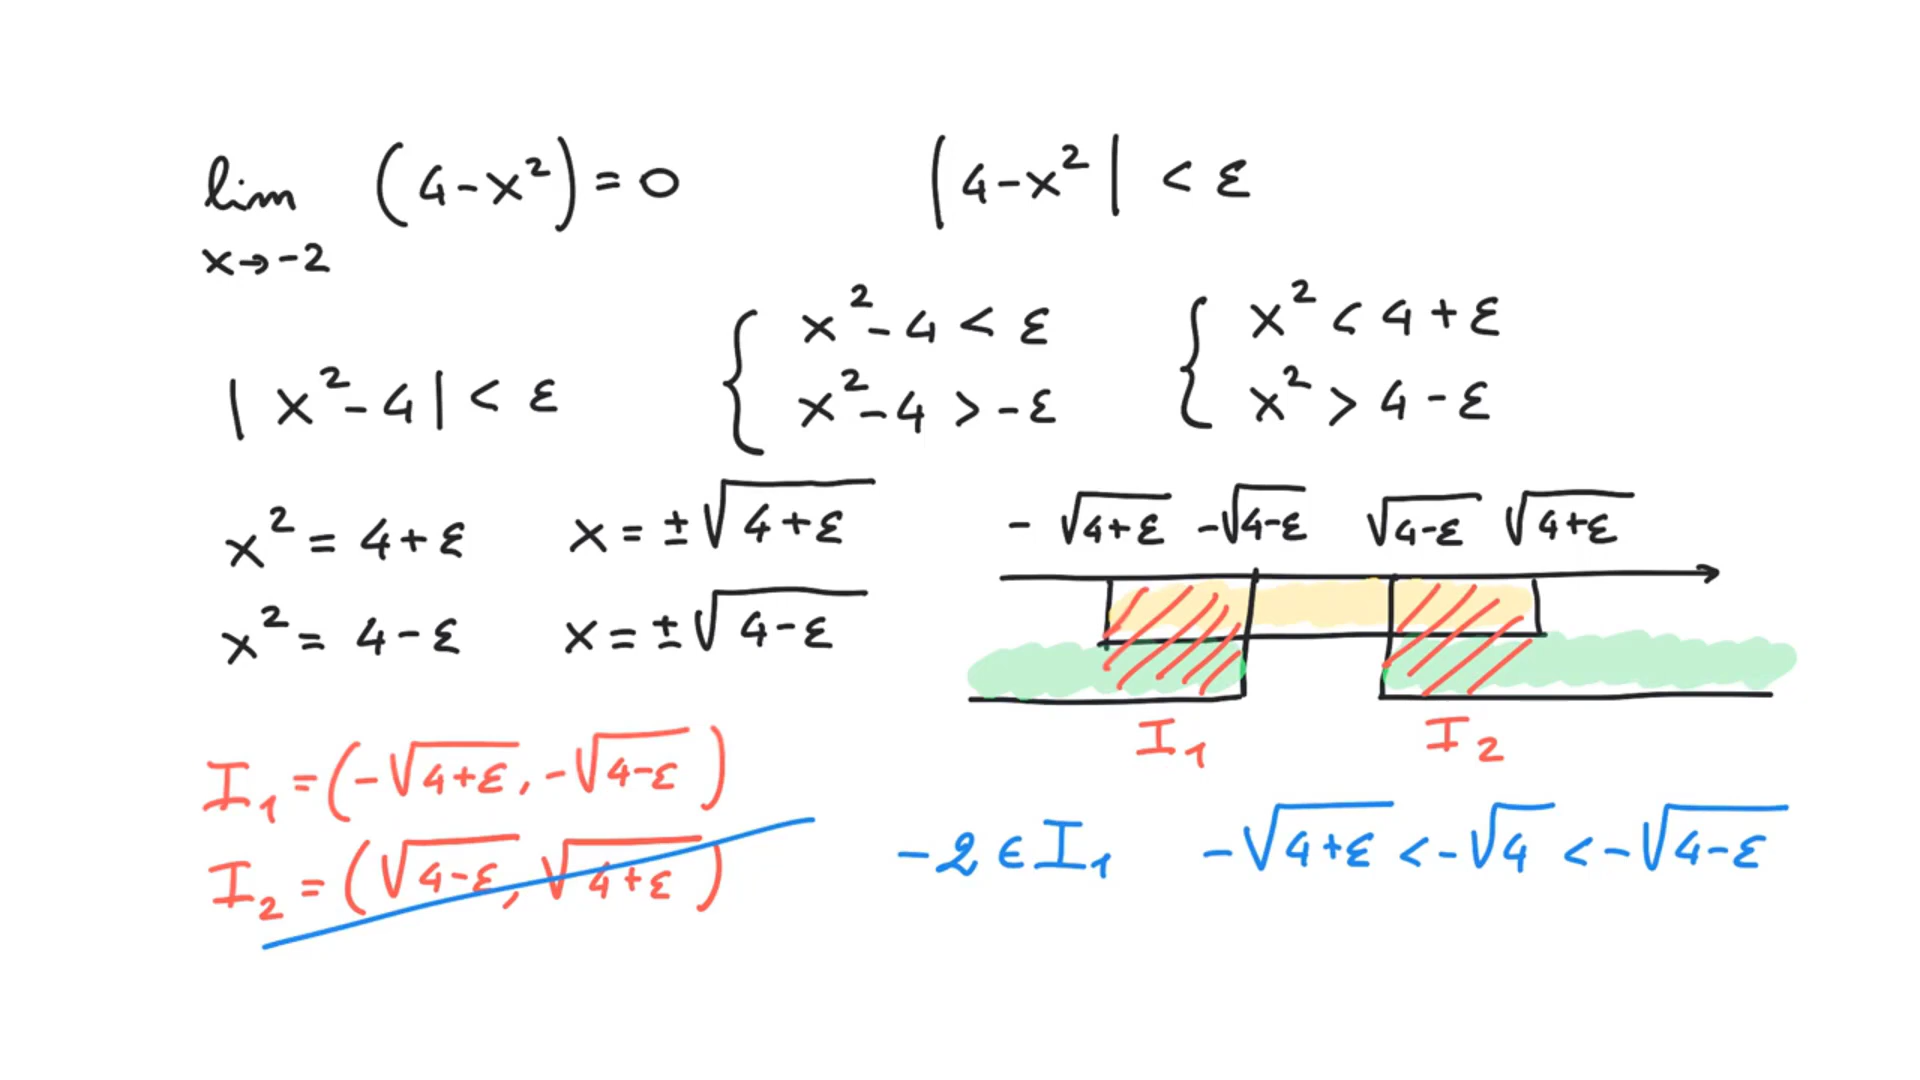 lim (4-x²) = 0
x→-2
|4-x²| < ε
|x²-4| < ε
{ x²-4 < ε
x²-4 > -ε
{ x² < 4+ε
x² > 4-ε
x² = 4+ε x = ±√(4+ε)
x² = 4-ε x = ±√(4-ε)
-√(4+ε) -√(4-ε) √(4-ε) √(4+ε)
I₁ I₂
I₁ = (-√(4+ε), -√(4-ε))
I₂ = (√(4-ε), √(4+ε))
-2 ∈ I₁ -√(4+ε) < -√4 < -√(4-ε)